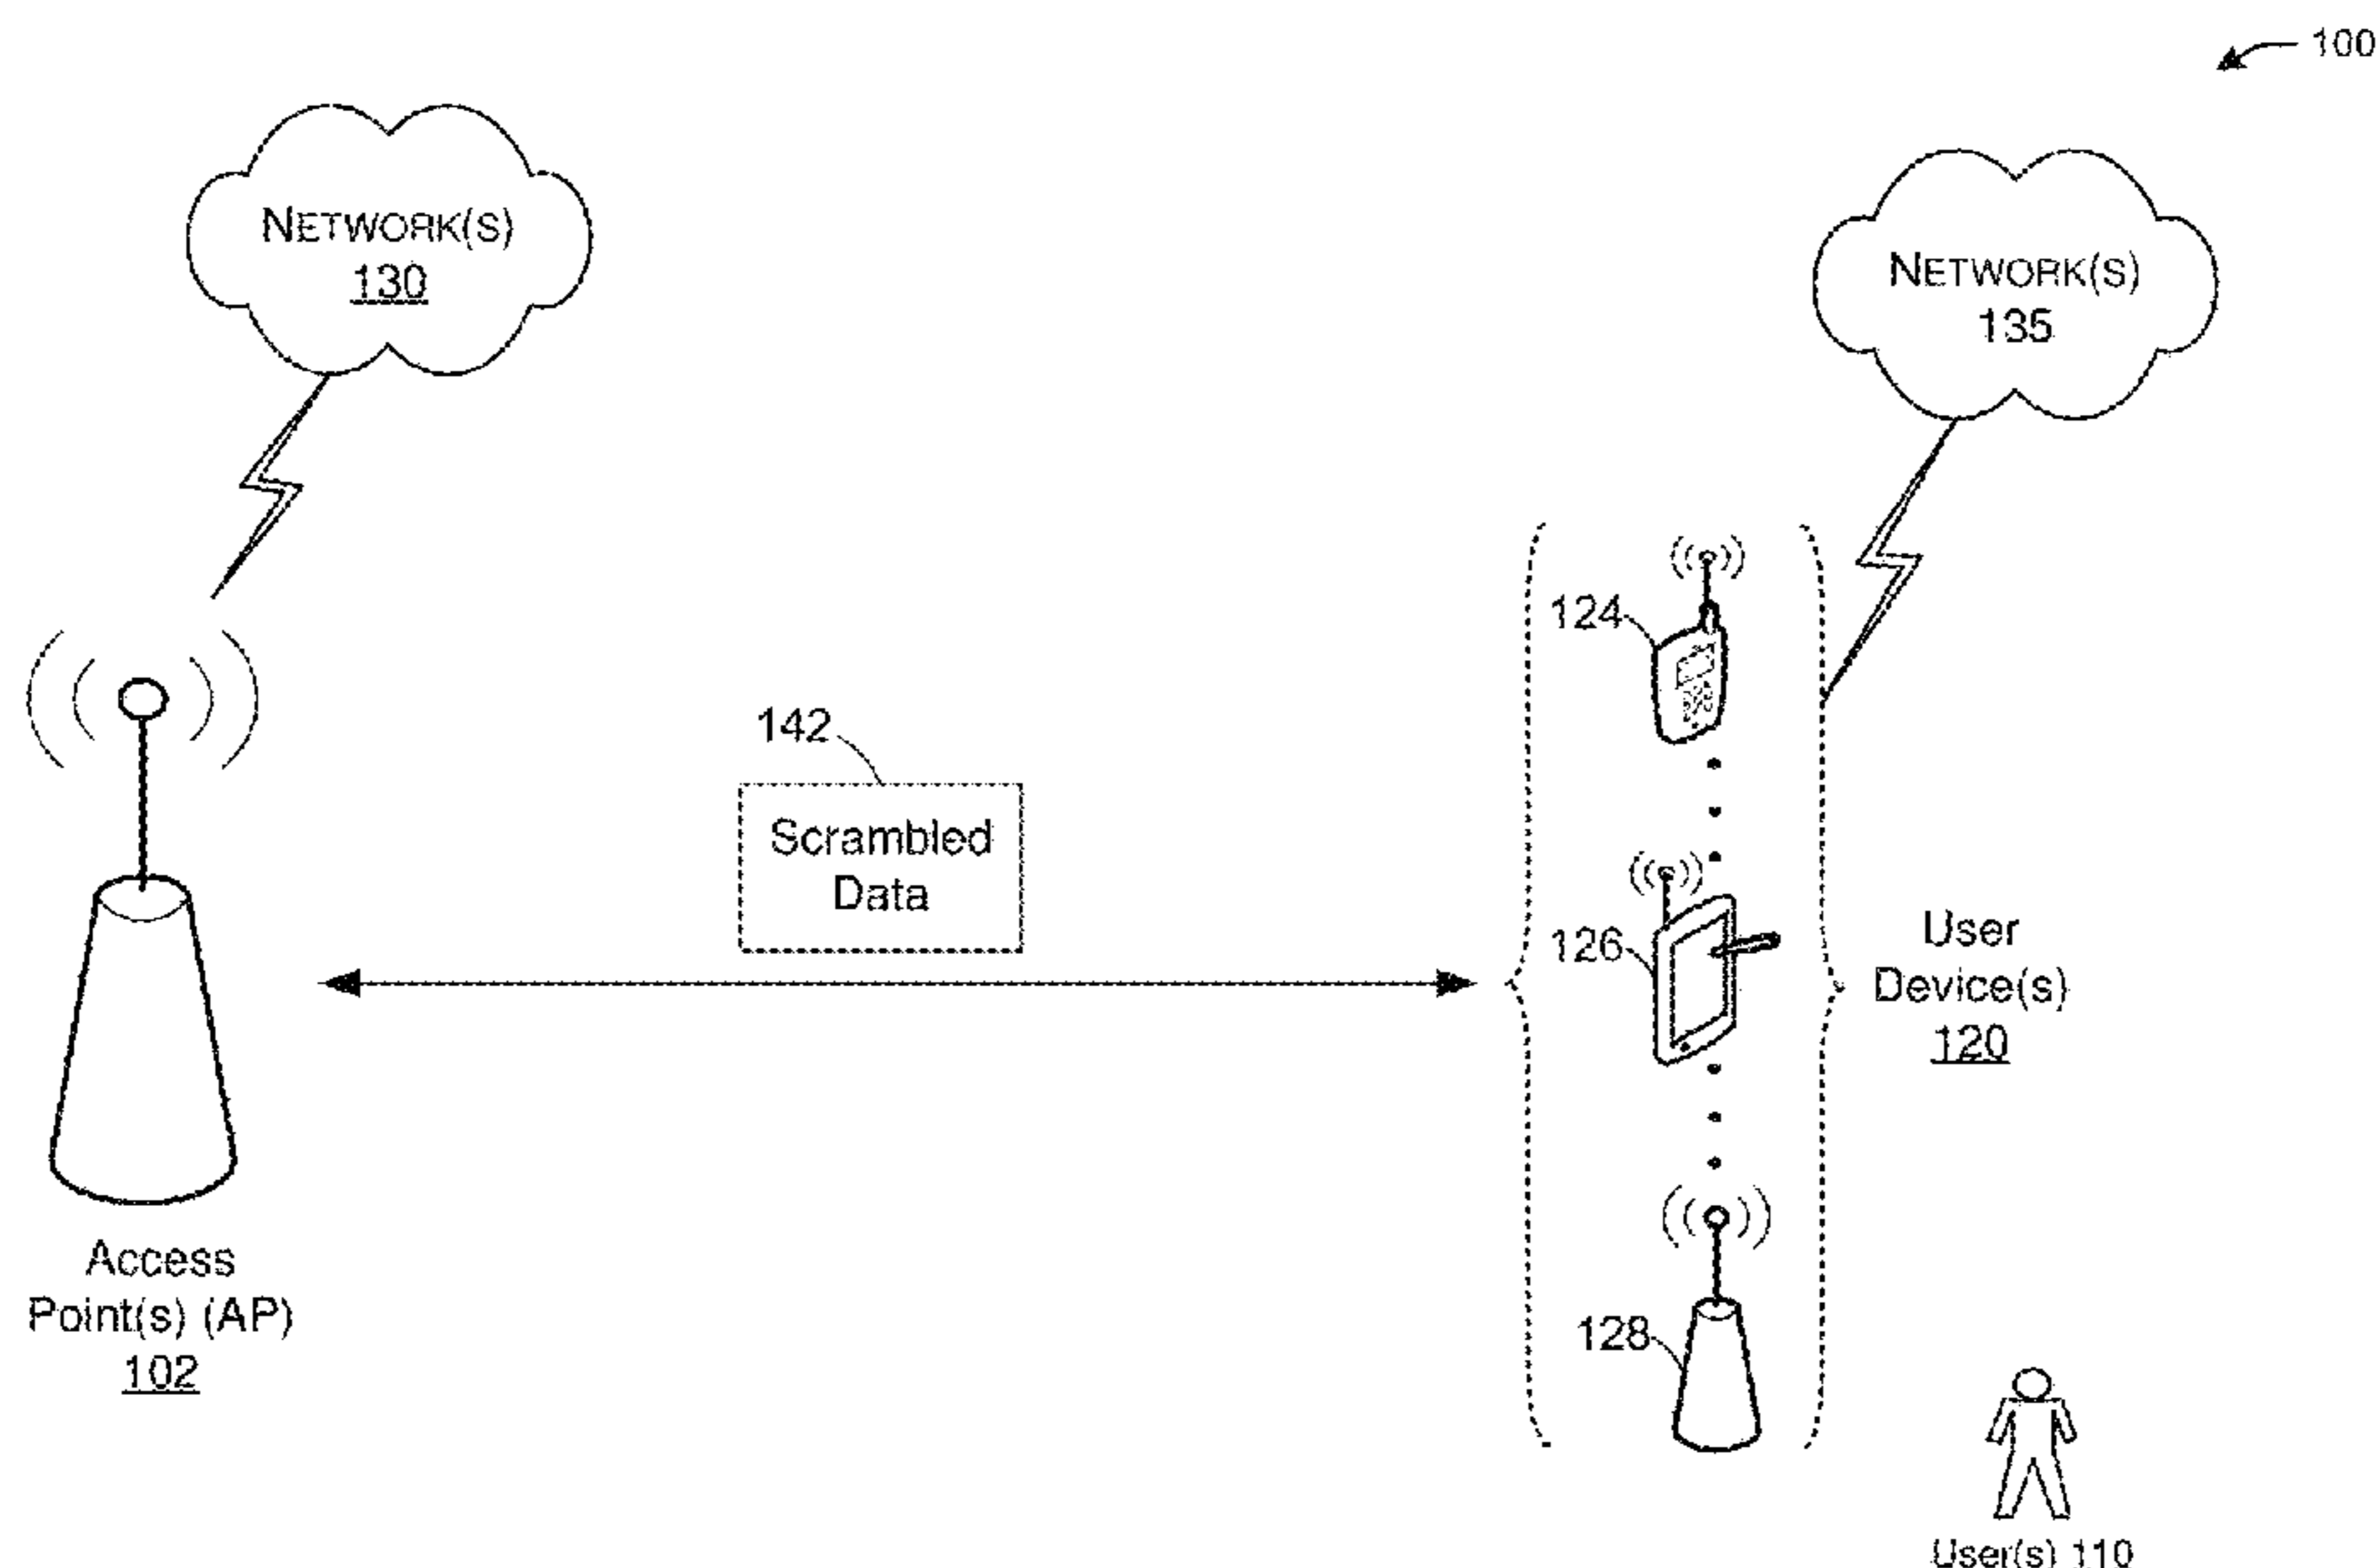 100
NETWORK(S)
130
NETWORK(S)
135
124
142
Scrambled
Data
126
User
Device(s)
120
Access
Point(s) (AP)
102
128
User(s) 110